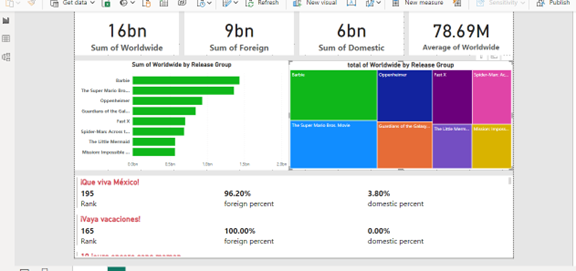 Get data
Refresh
New visual
New measure
Sensitivity
Publish
16bn
Sum of Worldwide
9bn
Sum of Foreign
6bn
Sum of Domestic
78.69M
Average of Worldwide
Sum of Worldwide by Release Group
Barbie
The Super Mario Bro...
Oppenheimer
Guardians of the Gal...
Fast X
Spider-Man: Across t...
The Little Mermaid
Mission: Impossible ...
0.0bn 0.5bn 1.0bn 1.5bn 2.0bn
total of Worldwide by Release Group
Barbie
Oppenheimer
Fast X
Spider-Man: Ac...
The Super Mario Bros. Movie
Guardians of the Galaxy...
The Little Merm...
Mission: Imposs...
¡Que viva México!
195
Rank
96.20%
foreign percent
3.80%
domestic percent
¡Vaya vacaciones!
165
Rank
100.00%
foreign percent
0.00%
domestic percent